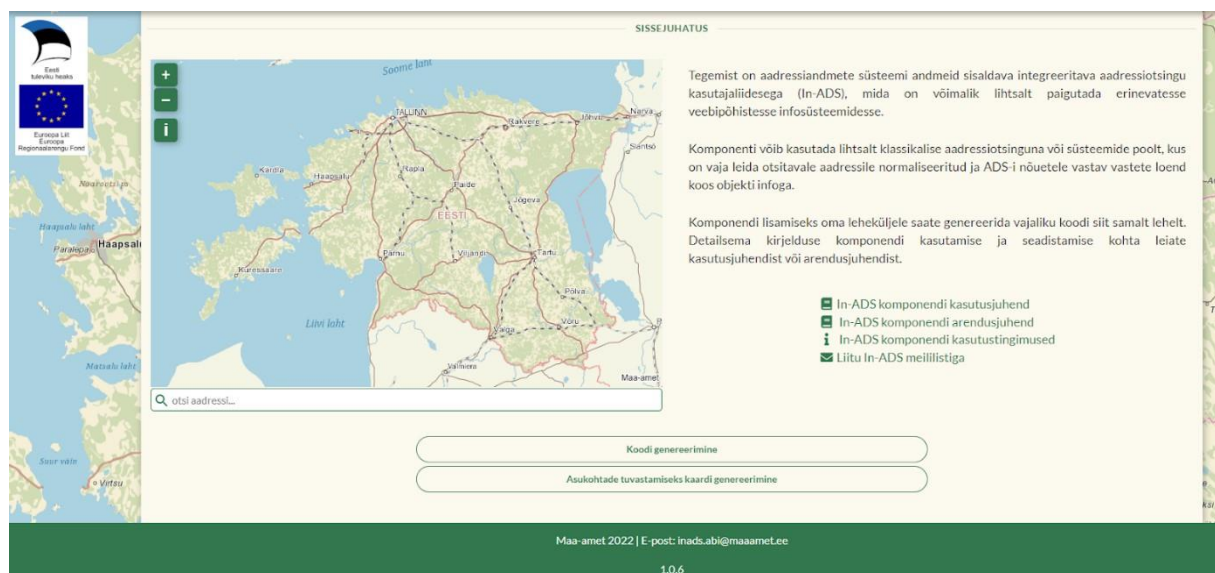 SISSEJUHATUS
Eesti
tuleviku heaks
Euroopa Liit
Euroopa
Regionaalarengu Fond
+
−
i
Soome laht
TALLINN
Rakvere
Jõhvi
Narva
Kärdla
Haapsalu
Rapla
Paide
Jõgeva
EESTI
Kuressaare
Pärnu
Viljandi
Tartu
Põlva
Liivi laht
Valga
Võru
Valmiera
Maa-amet
otsi aadressi...
Haapsalu laht
Paralepa
Matsalu laht
Suur väin
Virtsu
Tegemist on aadressiandmete süsteemi andmeid sisaldava integreeritava aadressiotsingu
kasutajaliidesega (In-ADS), mida on võimalik lihtsalt paigutada erinevatesse
veebipõhistesse infosüsteemidesse.
Komponenti võib kasutada lihtsalt klassikalise aadressiotsinguna või süsteemide poolt, kus
on vaja leida otsitavale aadressile normaliseeritud ja ADS-i nõuetele vastav vastete loend
koos objekti infoga.
Komponendi lisamiseks oma leheküljele saate genereerida vajaliku koodi siit samalt lehelt.
Detailsema kirjelduse komponendi kasutamise ja seadistamise kohta leiate
kasutusjuhendist või arendusjuhendist.
In-ADS komponendi kasutusjuhend
In-ADS komponendi arendusjuhend
In-ADS komponendi kasutustingimused
Liitu In-ADS meililistiga
Koodi genereerimine
Asukohtade tuvastamiseks kaardi genereerimine
Maa-amet 2022 | E-post: inads.abi@maaamet.ee
1.0.6